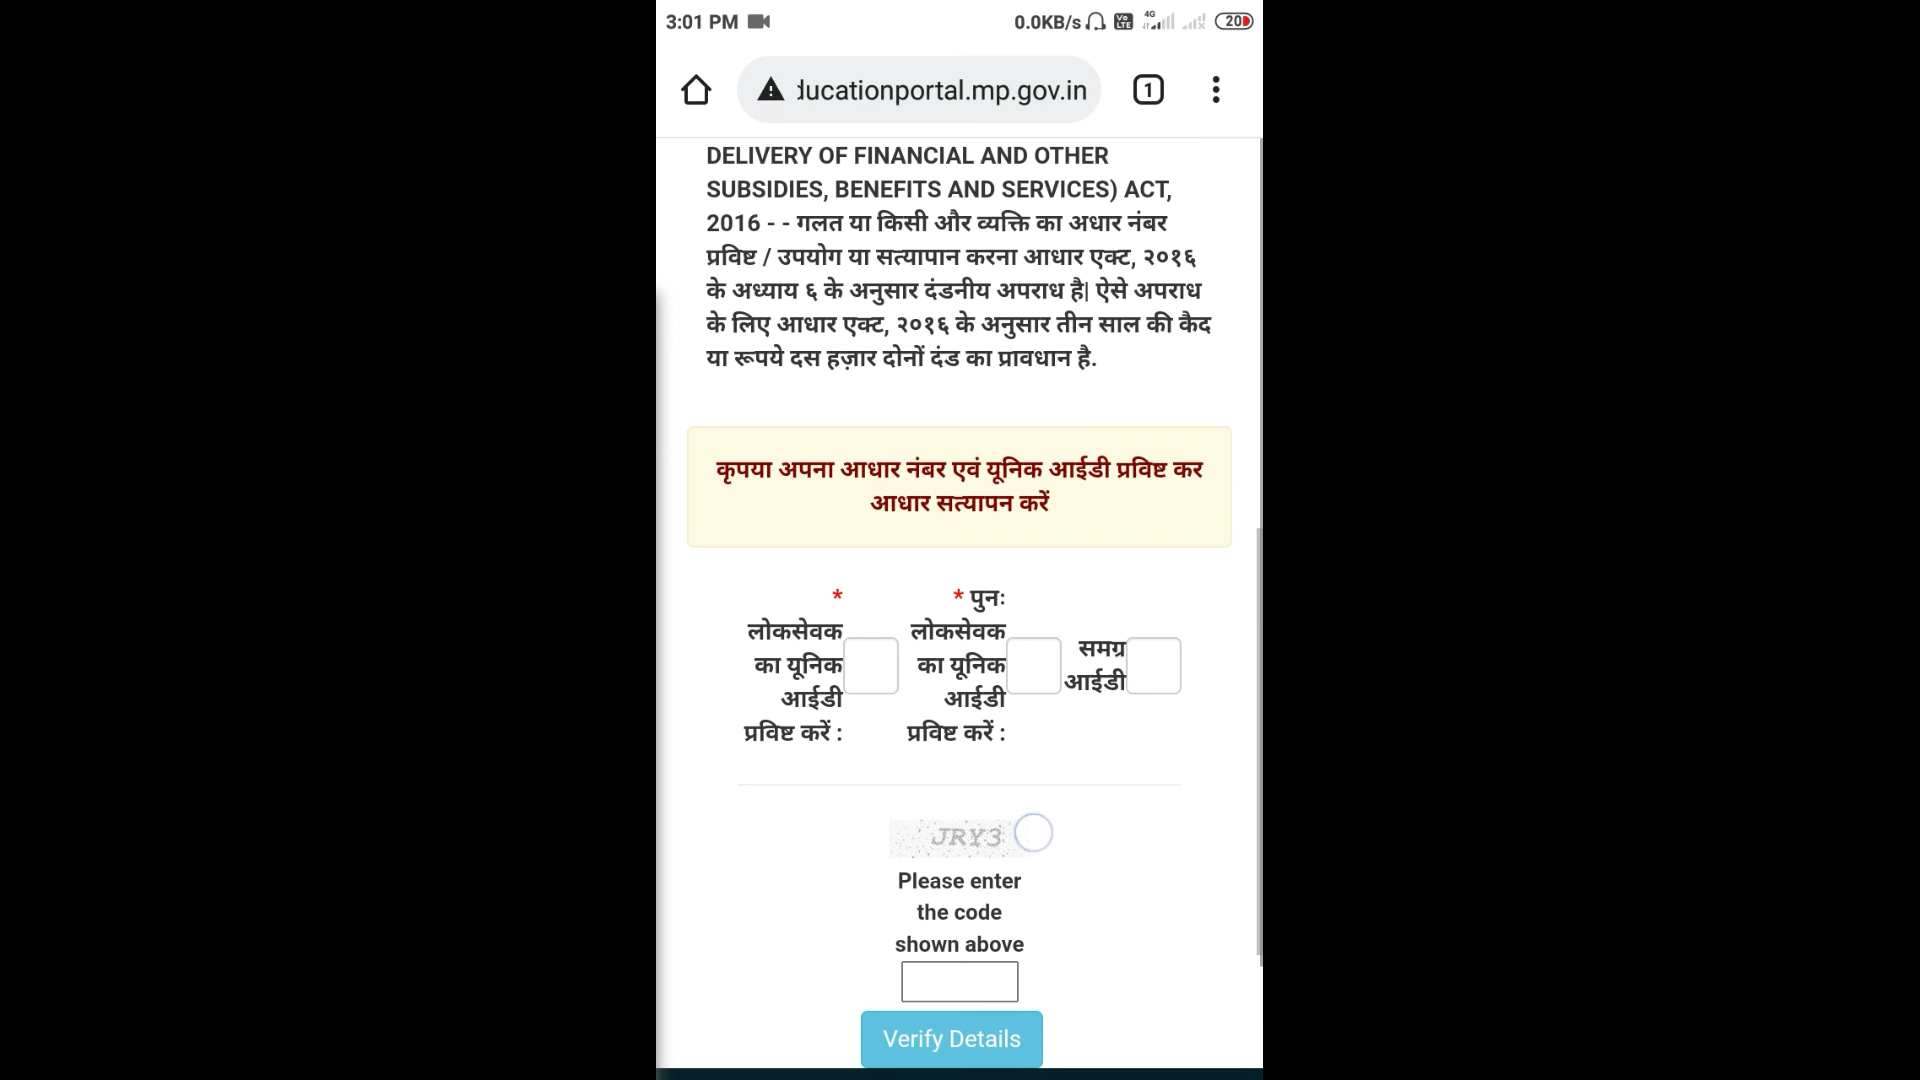 3:01 PM
0.0KB/s
Vo LTE
4G
20
ducationportal.mp.gov.in
1
DELIVERY OF FINANCIAL AND OTHER
SUBSIDIES, BENEFITS AND SERVICES) ACT,
2016 - - गलत या किसी और व्यक्ति का अधार नंबर
प्रविष्ट / उपयोग या सत्यापान करना आधार एक्ट, २०१६
के अध्याय ६ के अनुसार दंडनीय अपराध है| ऐसे अपराध
के लिए आधार एक्ट, २०१६ के अनुसार तीन साल की कैद
या रूपये दस हज़ार दोनों दंड का प्रावधान है.
कृपया अपना आधार नंबर एवं यूनिक आईडी प्रविष्ट कर
आधार सत्यापन करें
*
लोकसेवक
का यूनिक
आईडी
प्रविष्ट करें :
* पुनः
लोकसेवक
का यूनिक
आईडी
प्रविष्ट करें :
समग्र
आईडी
JRY3
Please enter
the code
shown above
Verify Details